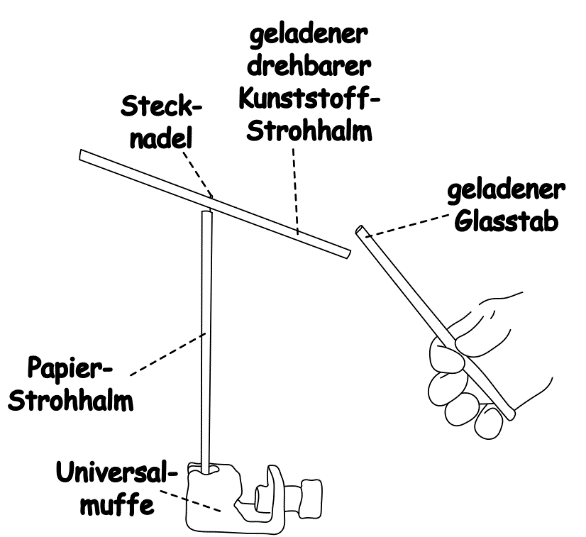 geladener
drehbarer
Kunststoff-
Strohhalm
Steck-
nadel
geladener
Glasstab
Papier-
Strohhalm
Universal-
muffe